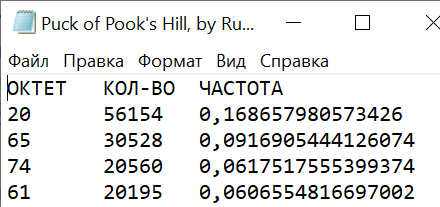 Puck of Pook's Hill, by Ru...
Файл Правка Формат Вид Справка
ОКТЕТ КОЛ-ВО ЧАСТОТА
20 56154 0,168657980573426
65 30528 0,0916905444126074
74 20560 0,0617517555399374
61 20195 0,0606554816697002